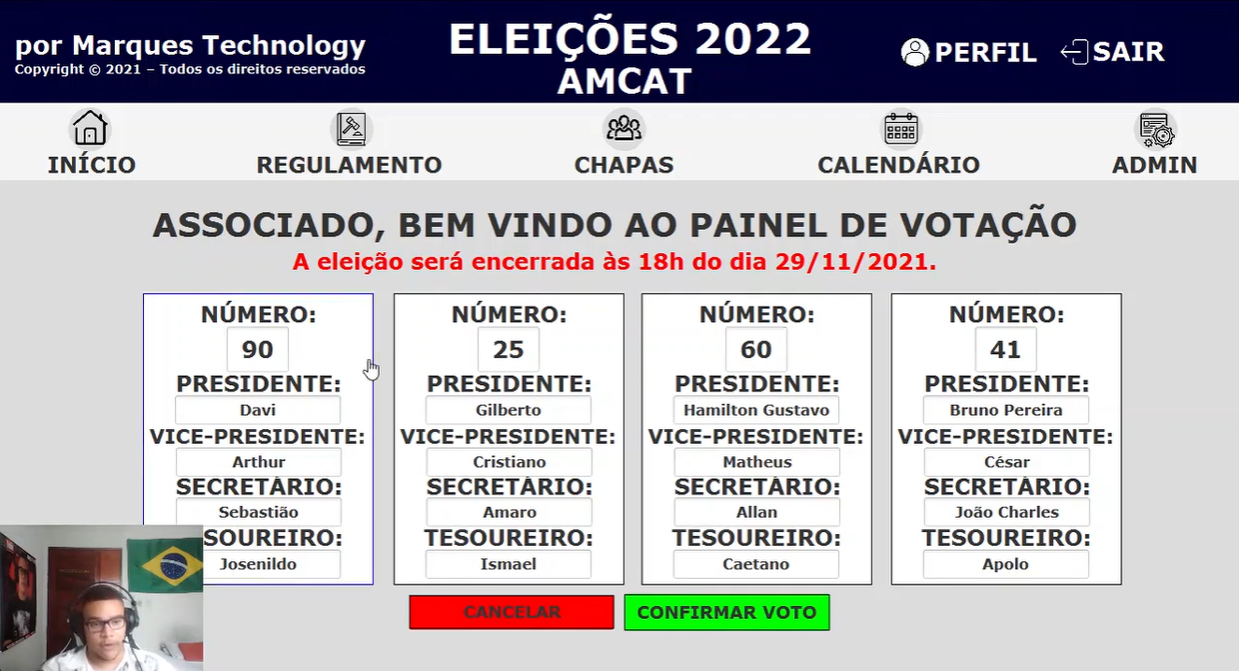 por Marques Technology
Copyright © 2021 – Todos os direitos reservados
ELEIÇÕES 2022
AMCAT
PERFIL
SAIR
INÍCIO
REGULAMENTO
CHAPAS
CALENDÁRIO
ADMIN
ASSOCIADO, BEM VINDO AO PAINEL DE VOTAÇÃO
A eleição será encerrada às 18h do dia 29/11/2021.
NÚMERO:
90
PRESIDENTE:
Davi
VICE-PRESIDENTE:
Arthur
SECRETÁRIO:
Sebastião
SOUREIRO:
Josenildo
NÚMERO:
25
PRESIDENTE:
Gilberto
VICE-PRESIDENTE:
Cristiano
SECRETÁRIO:
Amaro
TESOUREIRO:
Ismael
NÚMERO:
60
PRESIDENTE:
Hamilton Gustavo
VICE-PRESIDENTE:
Matheus
SECRETÁRIO:
Allan
TESOUREIRO:
Caetano
NÚMERO:
41
PRESIDENTE:
Bruno Pereira
VICE-PRESIDENTE:
César
SECRETÁRIO:
João Charles
TESOUREIRO:
Apolo
CANCELAR
CONFIRMAR VOTO